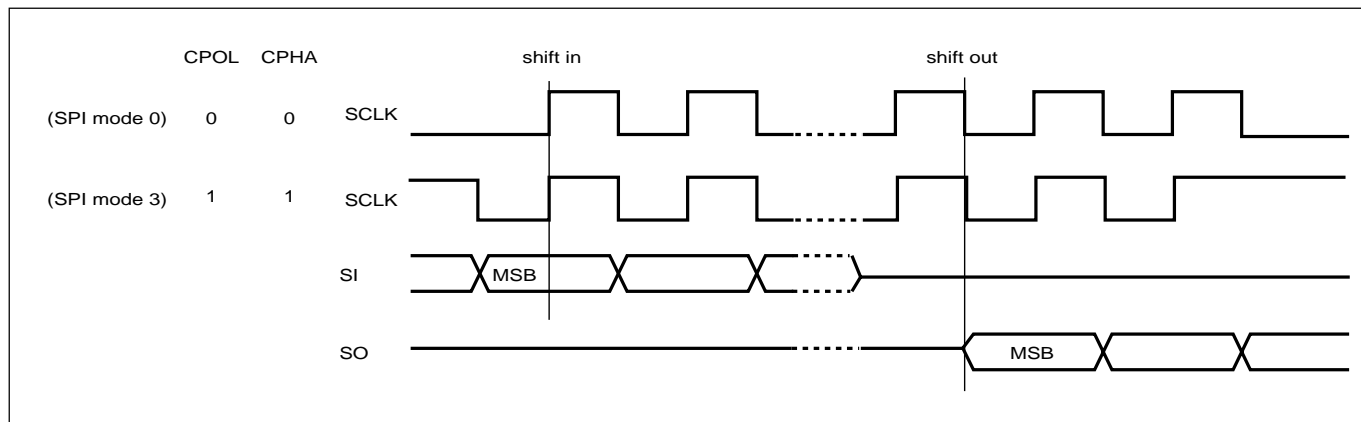 CPOL CPHA shift in shift out
(SPI mode 0) 0 0 SCLK
(SPI mode 3) 1 1 SCLK
SI MSB
SO MSB